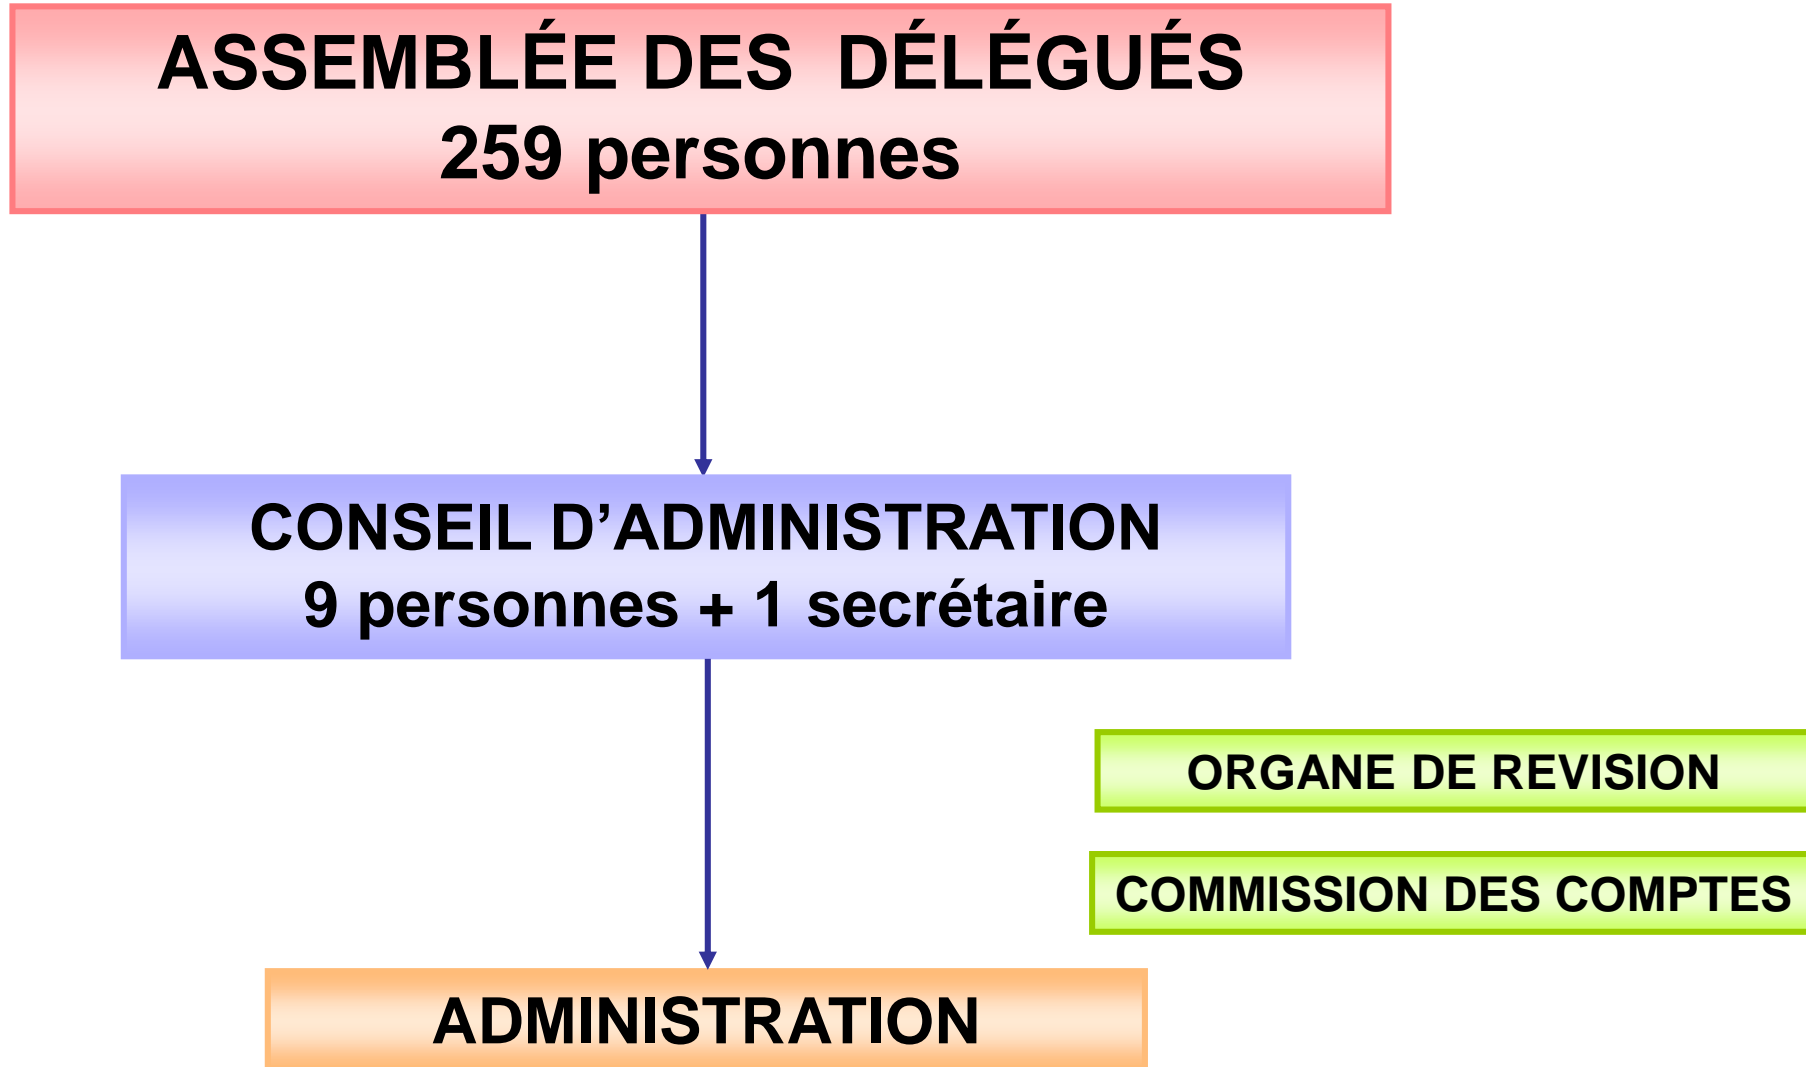 ASSEMBLÉE DES DÉLÉGUÉS
259 personnes
CONSEIL D’ADMINISTRATION
9 personnes + 1 secrétaire
ORGANE DE REVISION
COMMISSION DES COMPTES
ADMINISTRATION